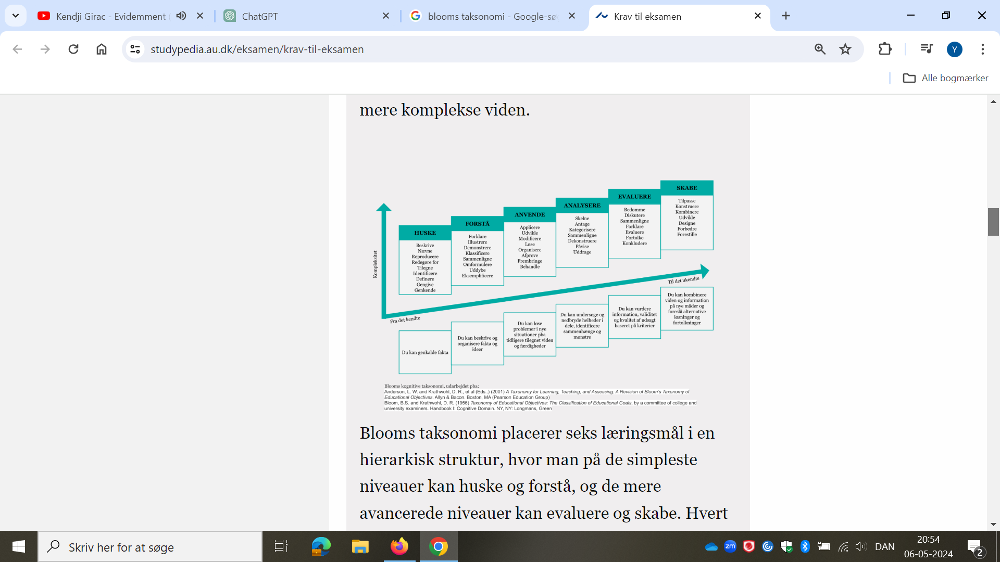 Kendji Girac - Evidemment (
ChatGPT
blooms taksonomi - Google-sø
Krav til eksamen
studypedia.au.dk/eksamen/krav-til-eksamen
Y
Alle bogmærker
mere komplekse viden.
Kompleksitet
HUSKE
Beskrive
Nævne
Reproducere
Redegøre for
Tilegne
Identificere
Definere
Gengive
Genkende
FORSTÅ
Forklare
Illustrere
Demonstrere
Klassificere
Sammenligne
Omformulere
Uddybe
Eksemplificere
ANVENDE
Applicere
Udvikle
Modificere
Løse
Organisere
Afprøve
Frembringe
Behandle
ANALYSERE
Skelne
Antage
Kategorisere
Sammenligne
Dekonstruere
Påvise
Uddrage
EVALUERE
Bedømme
Diskutere
Sammenligne
Forklare
Evaluere
Fortolke
Konkludere
SKABE
Tilpasse
Konstruere
Kombinere
Udvikle
Designe
Forbedre
Forestille
Fra det kendte
Til det ukendte
Du kan genkalde fakta
Du kan beskrive og
organisere fakta og
ideer
Du kan løse
problemer i nye
situationer pba
tidligere tilegnet viden
og færdigheder
Du kan undersøge og
nedbryde helheder i
dele, identificere
sammenhænge og
mønstre
Du kan vurdere
information, validitet
og kvalitet af udsagt
baseret på kriterier
Du kan kombinere
viden og information
på nye måder og
foreslå alternative
løsninger og
fortolkninger
Blooms kognitive taksonomi, udarbejdet pba:
Anderson, L. W. and Krathwohl, D. R., et al (Eds..) (2001) A Taxonomy for Learning, Teaching, and Assessing: A Revision of Bloom's Taxonomy of
Educational Objectives. Allyn & Bacon. Boston, MA (Pearson Education Group)
Bloom, B.S. and Krathwohl, D. R. (1956) Taxonomy of Educational Objectives: The Classification of Educational Goals, by a committee of college and
university examiners. Handbook I: Cognitive Domain. NY, NY: Longmans, Green
Blooms taksonomi placerer seks læringsmål i en
hierarkisk struktur, hvor man på de simpleste
niveauer kan huske og forstå, og de mere
avancerede niveauer kan evaluere og skabe. Hvert
Skriv her for at søge
zm
DAN
20:54
06-05-2024
2